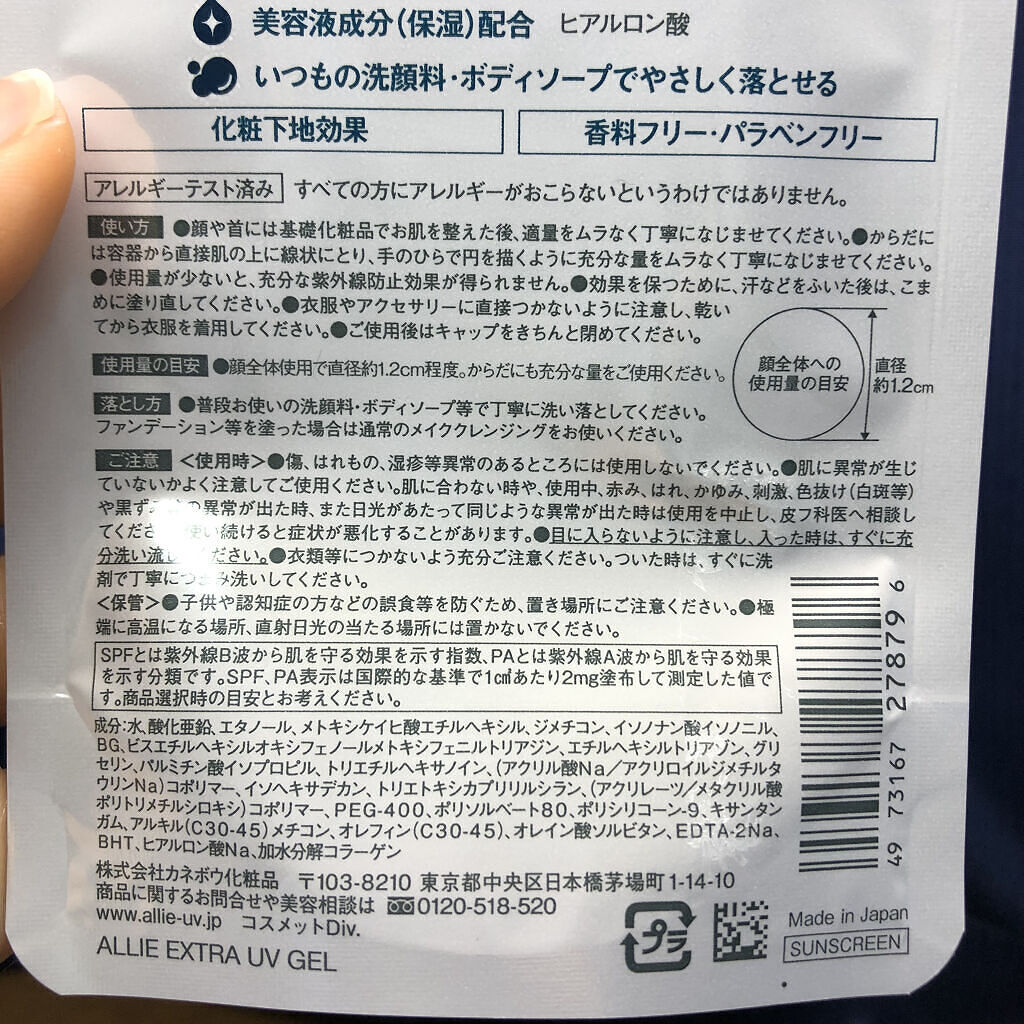 美容液成分(保湿)配合 ヒアルロン酸
いつもの洗顔料・ボディソープでやさしく落とせる
化粧下地効果
香料フリー・パラベンフリー
アレルギーテスト済み すべての方にアレルギーがおこらないというわけではありません。
使い方 ●顔や首には基礎化粧品でお肌を整えた後、適量をムラなく丁寧になじませてください。●からだに
は容器から直接肌の上に線状にとり、手のひらで円を描くように充分な量をムラなく丁寧になじませてください。
●使用量が少ないと、充分な紫外線防止効果が得られません。●効果を保つために、汗などをふいた後は、こま
めに塗り直してください。●衣服やアクセサリーに直接つかないように注意し、乾い
てから衣服を着用してください。●ご使用後はキャップをきちんと閉めてください。
使用量の目安 ●顔全体使用で直径約1.2cm程度。からだにも充分な量をご使用ください。
顔全体への
使用量の目安
直径
約1.2cm
落とし方 ●普段お使いの洗顔料・ボディソープ等で丁寧に洗い落としてください。
ファンデーション等を塗った場合は通常のメイククレンジングをお使いください。
ご注意 <使用時>●傷、はれもの、湿疹等異常のあるところには使用しないでください。●肌に異常が生じ
ていないかよく注意してご使用ください。肌に合わない時や、使用中、赤み、はれ、かゆみ、刺激、色抜け(白斑等)
や黒ず の異常が出た時、また日光があたって同じような異常が出た時は使用を中止し、皮フ科医へ相談し
てくだ 使い続けると症状が悪化することがあります。●目に入らないように注意し、入った時は、すぐに充
分洗い流し ください。●衣類等につかないよう充分ご注意ください。ついた時は、すぐに洗
剤で丁寧につまみ洗いしてください。
<保管>●子供や認知症の方などの誤食等を防ぐため、置き場所にご注意ください。●極
端に高温になる場所、直射日光の当たる場所には置かないでください。
SPFとは紫外線B波から肌を守る効果を示す指数、PAとは紫外線A波から肌を守る効果
を示す分類です。SPF、PA表示は国際的な基準で1c㎡あたり2mg塗布して測定した値で
す。商品選択時の目安とお考えください。
成分:水、酸化亜鉛、エタノール、メトキシケイヒ酸エチルヘキシル、ジメチコン、イソノナン酸イソノニル、
BG、ビスエチルヘキシルオキシフェノールメトキシフェニルトリアジン、エチルヘキシルトリアゾン、グリ
セリン、パルミチン酸イソプロピル、トリエチルヘキサノイン、(アクリル酸Na/アクリロイルジメチルタ
ウリンNa)コポリマー、イソヘキサデカン、トリエトキシカプリリルシラン、(アクリレーツ/メタクリル酸
ポリトリメチルシロキシ)コポリマー、PEG-400、ポリソルベート80、ポリシリコーン-9、キサンタン
ガム、アルキル(C30-45)メチコン、オレフィン(C30-45)、オレイン酸ソルビタン、EDTA-2Na、
BHT、ヒアルロン酸Na、加水分解コラーゲン
株式会社カネボウ化粧品 〒103-8210 東京都中央区日本橋茅場町1-14-10
商品に関するお問合せや美容相談は 0120-518-520
www.allie-uv.jp コスメットDiv.
ALLIE EXTRA UV GEL
プラ
Made in Japan
SUNSCREEN
49 73167 27879 6